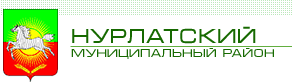 НУРЛАТСКИЙ
МУНИЦИПАЛЬНЫЙ РАЙОН